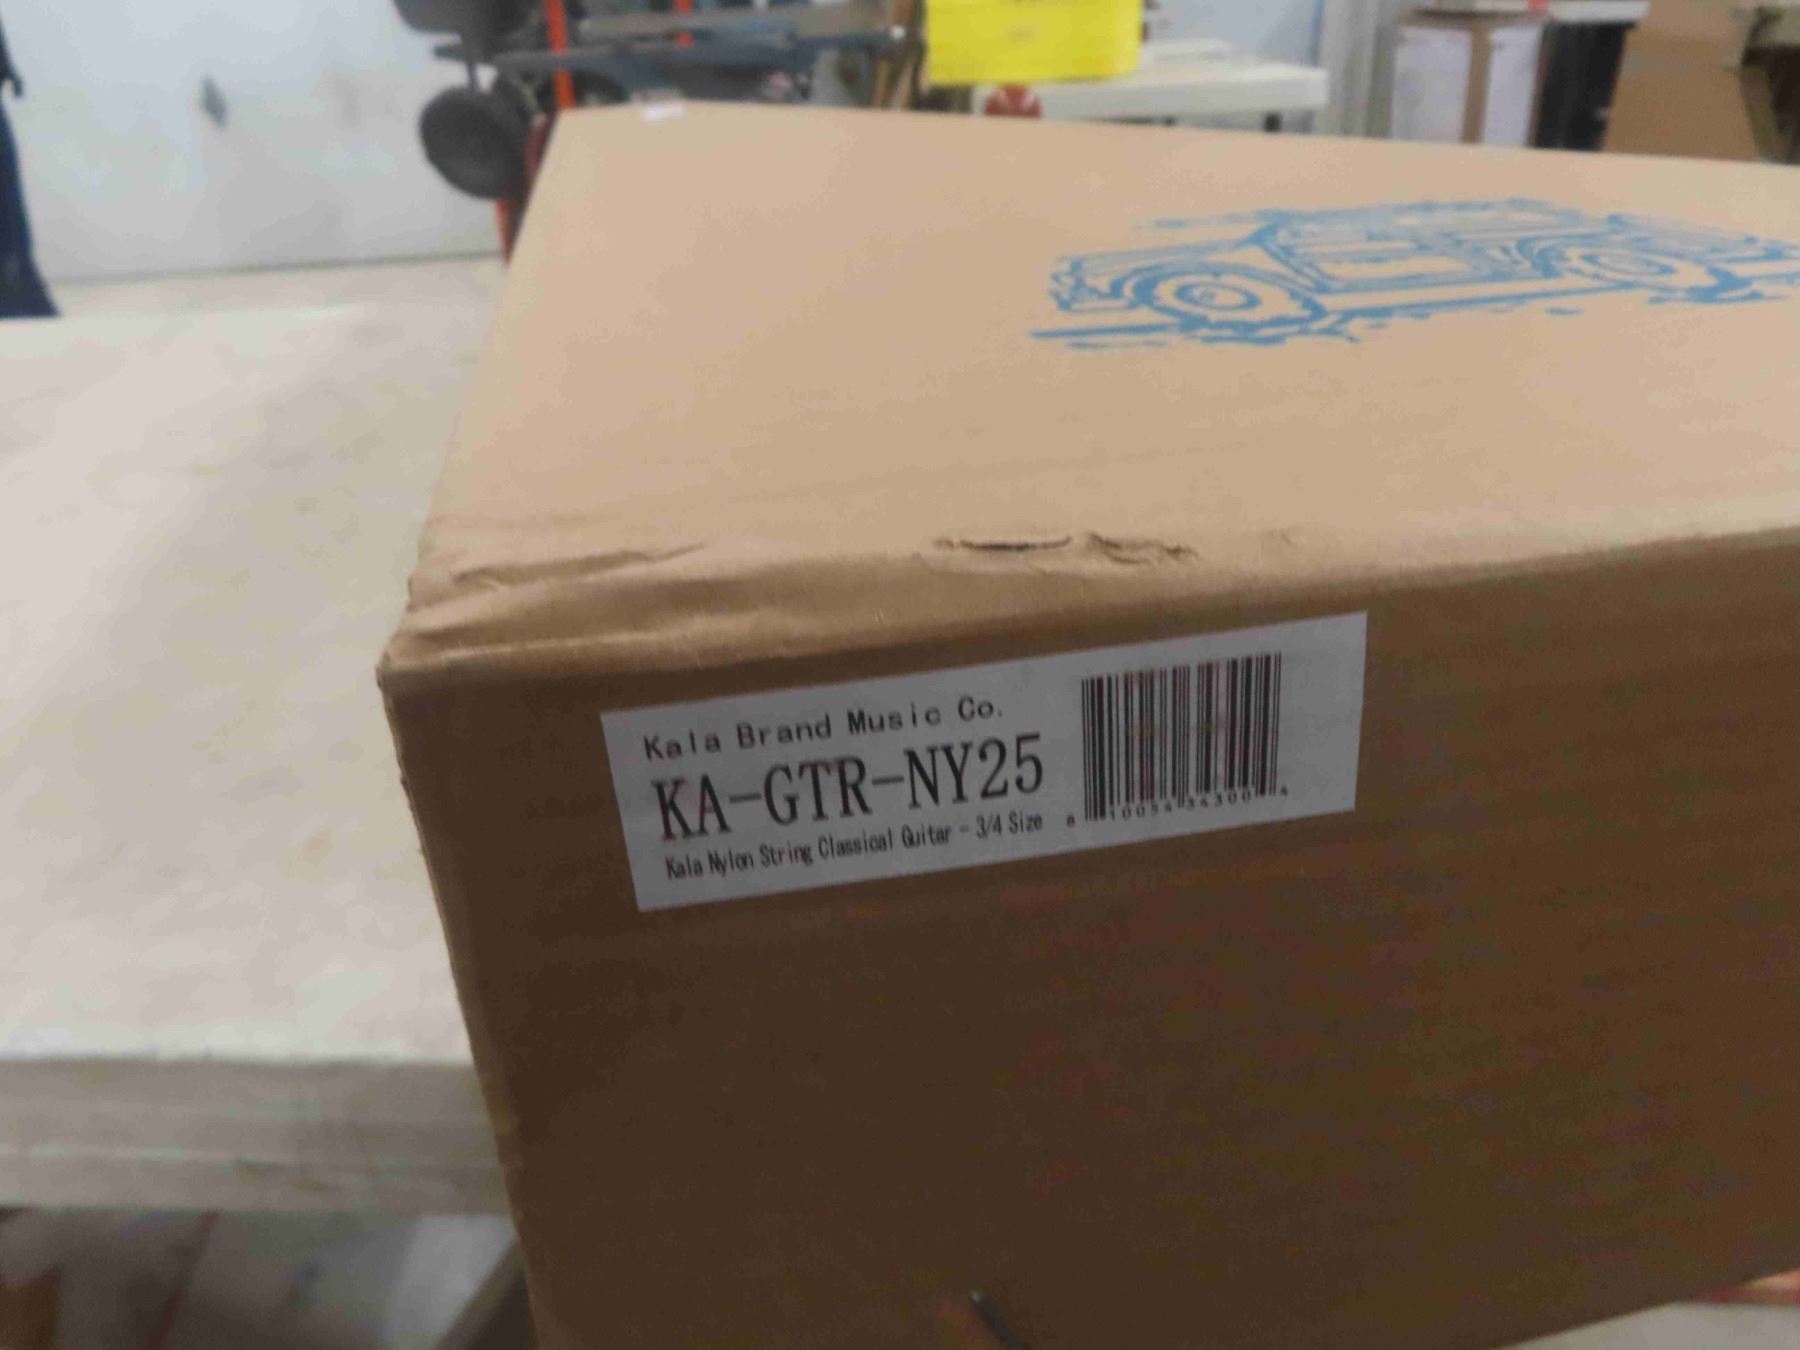 Kala Brand Music Co.
KA-GTR-NY25
Kala Nylon String Classical Guitar - 3/4 Size